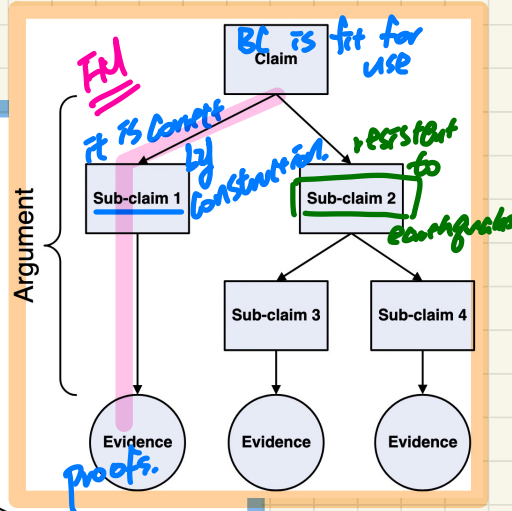 BC is fit for
use
Claim
FM
it is correct
by
construction.
resistent
to
earthquake
Sub-claim 1
Sub-claim 2
Argument
Sub-claim 3
Sub-claim 4
Evidence
Evidence
Evidence
proofs.